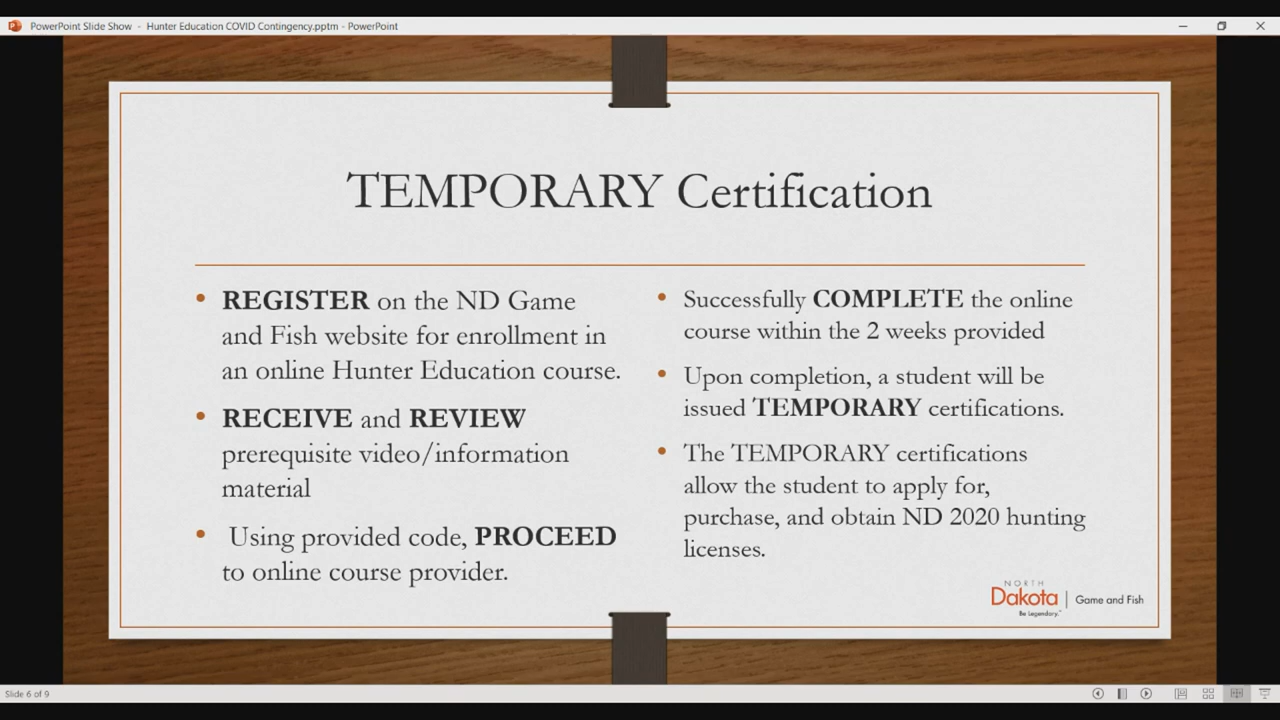 PowerPoint Slide Show - Hunter Education COVID Contingency.pptm - PowerPoint
TEMPORARY Certification
• REGISTER on the ND Game
and Fish website for enrollment in
an online Hunter Education course.
• RECEIVE and REVIEW
prerequisite video/information
material
• Using provided code, PROCEED
to online course provider.
• Successfully COMPLETE the online
course within the 2 weeks provided
• Upon completion, a student will be
issued TEMPORARY certifications.
• The TEMPORARY certifications
allow the student to apply for,
purchase, and obtain ND 2020 hunting
licenses.
NORTH
Dakota | Game and Fish
Be Legendary.™
Slide 6 of 9